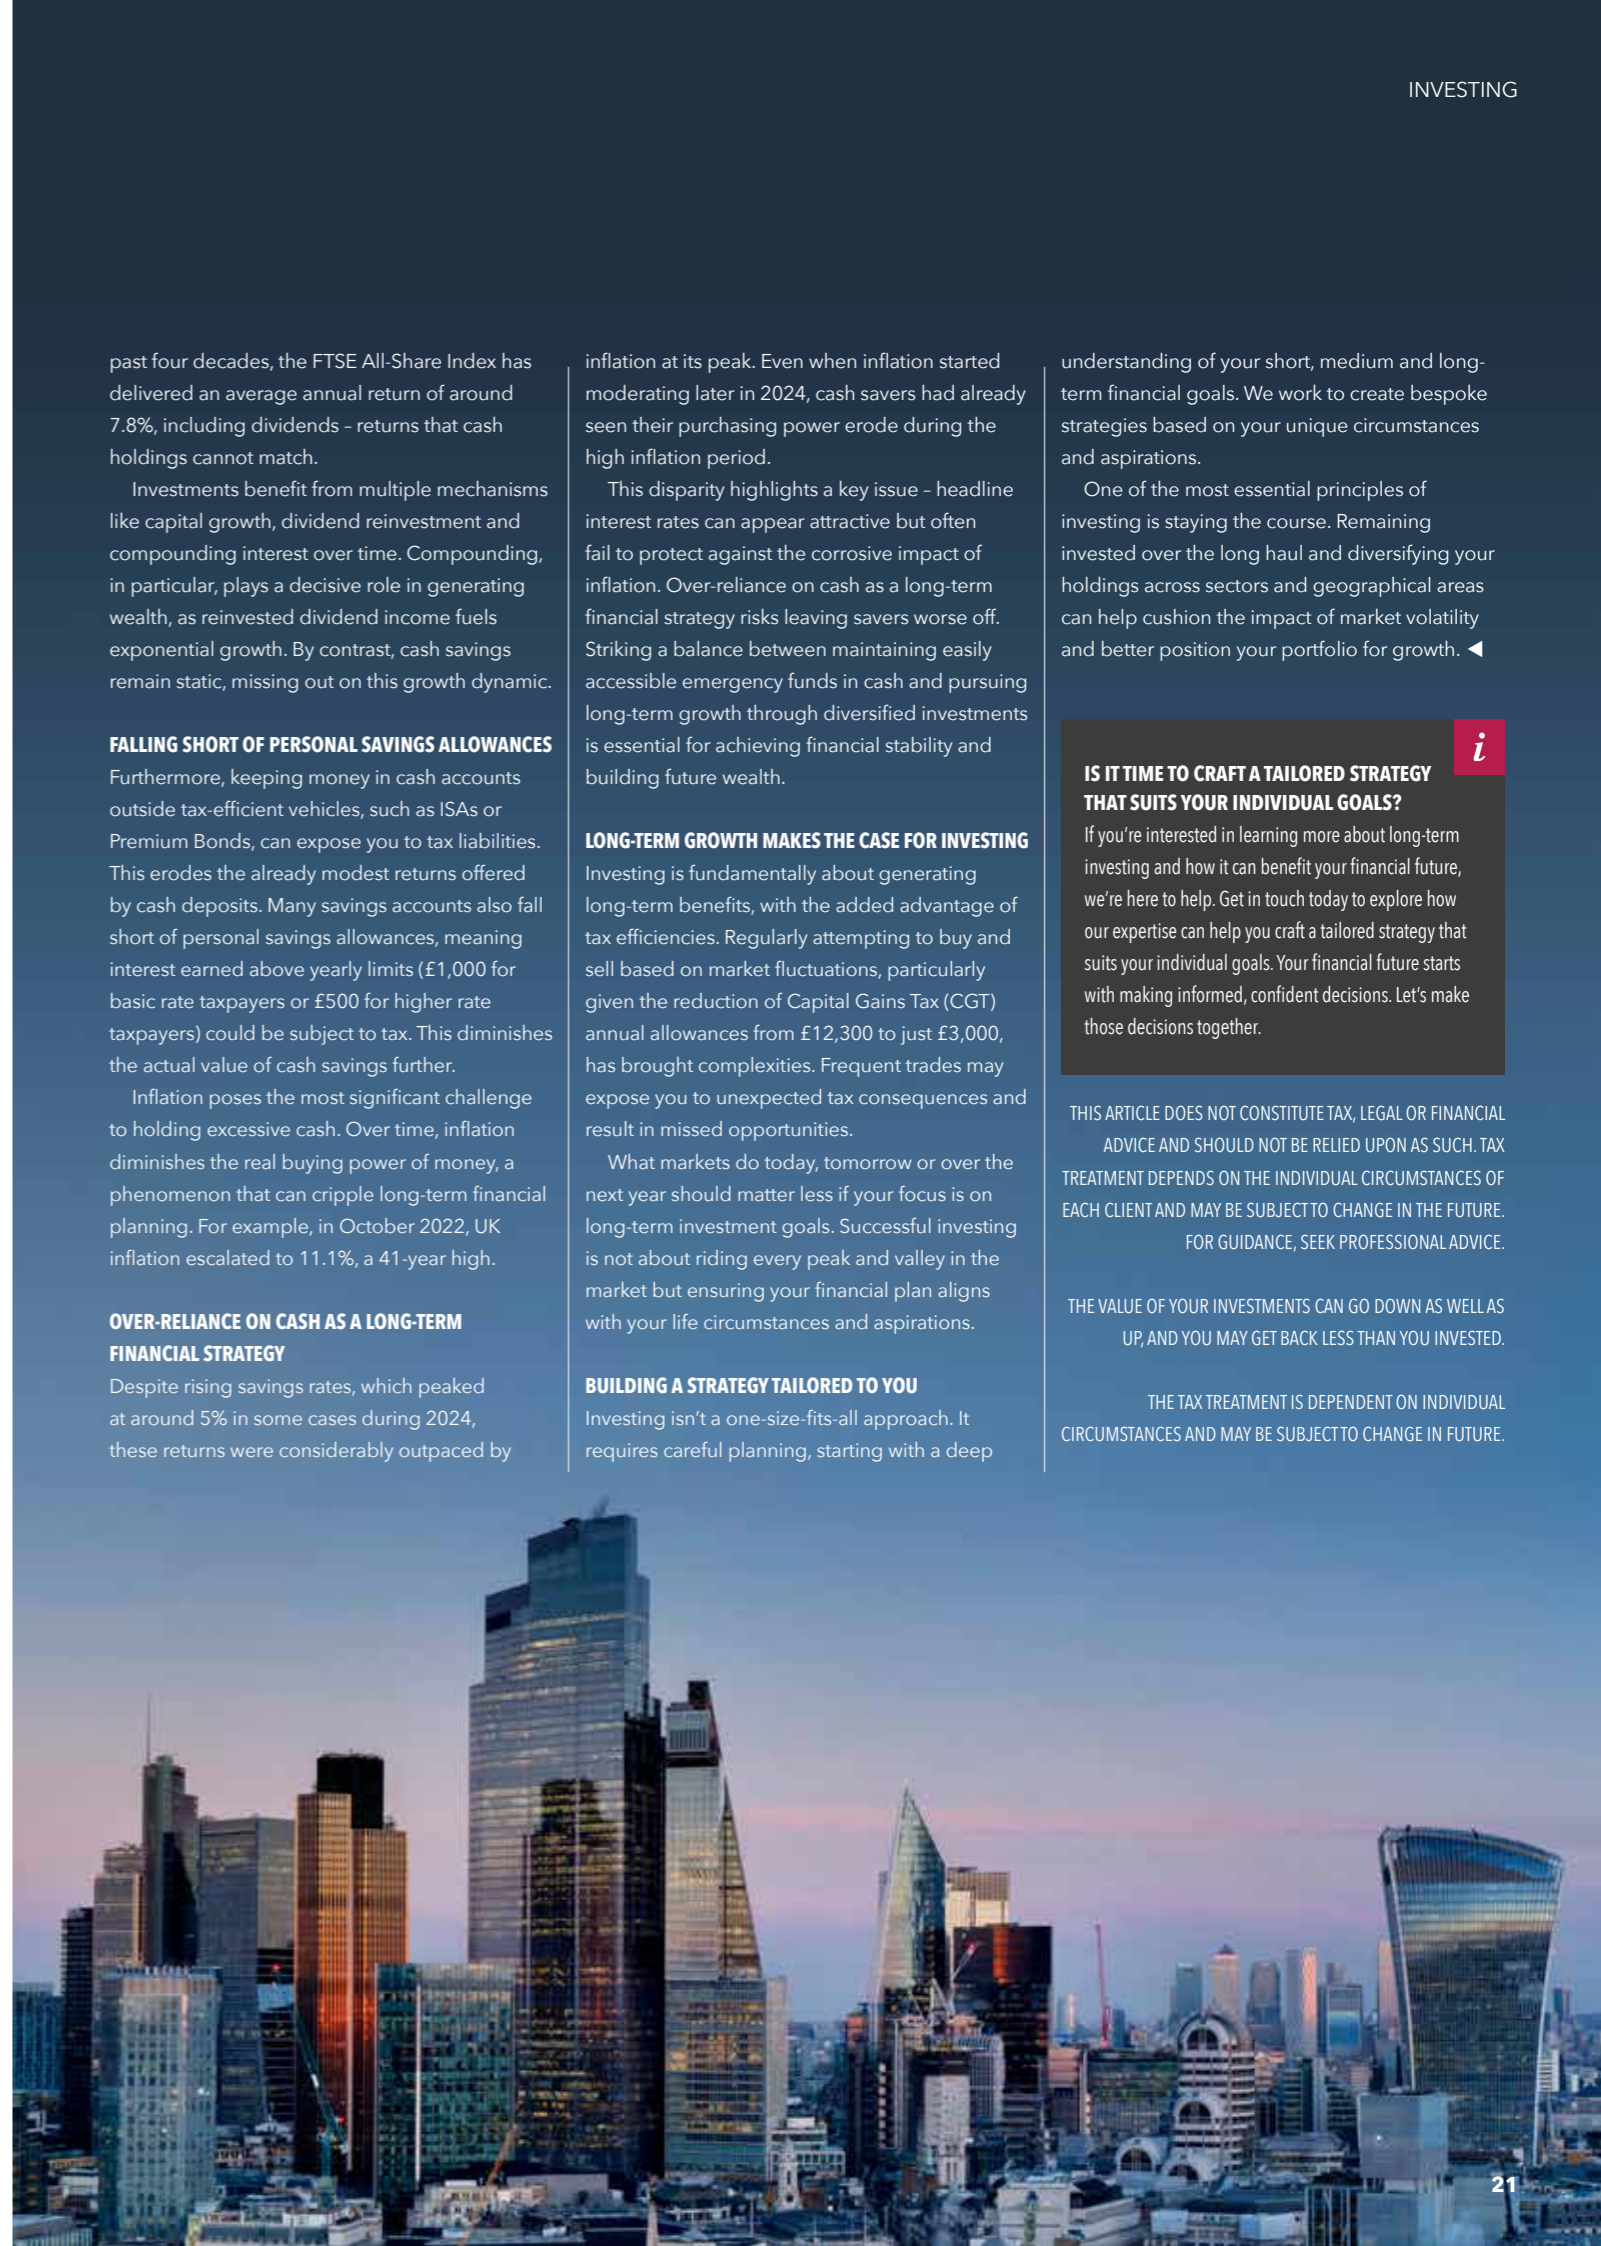 INVESTING
past four decades, the FTSE All-Share Index has
delivered an average annual return of around
7.8%, including dividends – returns that cash
holdings cannot match.
Investments benefit from multiple mechanisms
like capital growth, dividend reinvestment and
compounding interest over time. Compounding,
in particular, plays a decisive role in generating
wealth, as reinvested dividend income fuels
exponential growth. By contrast, cash savings
remain static, missing out on this growth dynamic.
FALLING SHORT OF PERSONAL SAVINGS ALLOWANCES
Furthermore, keeping money in cash accounts
outside tax-efficient vehicles, such as ISAs or
Premium Bonds, can expose you to tax liabilities.
This erodes the already modest returns offered
by cash deposits. Many savings accounts also fall
short of personal savings allowances, meaning
interest earned above yearly limits (£1,000 for
basic rate taxpayers or £500 for higher rate
taxpayers) could be subject to tax. This diminishes
the actual value of cash savings further.
Inflation poses the most significant challenge
to holding excessive cash. Over time, inflation
diminishes the real buying power of money, a
phenomenon that can cripple long-term financial
planning. For example, in October 2022, UK
inflation escalated to 11.1%, a 41-year high.
OVER-RELIANCE ON CASH AS A LONG-TERM
FINANCIAL STRATEGY
Despite rising savings rates, which peaked
at around 5% in some cases during 2024,
these returns were considerably outpaced by
inflation at its peak. Even when inflation started
moderating later in 2024, cash savers had already
seen their purchasing power erode during the
high inflation period.
This disparity highlights a key issue – headline
interest rates can appear attractive but often
fail to protect against the corrosive impact of
inflation. Over-reliance on cash as a long-term
financial strategy risks leaving savers worse off.
Striking a balance between maintaining easily
accessible emergency funds in cash and pursuing
long-term growth through diversified investments
is essential for achieving financial stability and
building future wealth.
LONG-TERM GROWTH MAKES THE CASE FOR INVESTING
Investing is fundamentally about generating
long-term benefits, with the added advantage of
tax efficiencies. Regularly attempting to buy and
sell based on market fluctuations, particularly
given the reduction of Capital Gains Tax (CGT)
annual allowances from £12,300 to just £3,000,
has brought complexities. Frequent trades may
expose you to unexpected tax consequences and
result in missed opportunities.
What markets do today, tomorrow or over the
next year should matter less if your focus is on
long-term investment goals. Successful investing
is not about riding every peak and valley in the
market but ensuring your financial plan aligns
with your life circumstances and aspirations.
BUILDING A STRATEGY TAILORED TO YOU
Investing isn't a one-size-fits-all approach. It
requires careful planning, starting with a deep
understanding of your short, medium and long-
term financial goals. We work to create bespoke
strategies based on your unique circumstances
and aspirations.
One of the most essential principles of
investing is staying the course. Remaining
invested over the long haul and diversifying your
holdings across sectors and geographical areas
can help cushion the impact of market volatility
and better position your portfolio for growth. ◀
i
IS IT TIME TO CRAFT A TAILORED STRATEGY
THAT SUITS YOUR INDIVIDUAL GOALS?
If you're interested in learning more about long-term
investing and how it can benefit your financial future,
we're here to help. Get in touch today to explore how
our expertise can help you craft a tailored strategy that
suits your individual goals. Your financial future starts
with making informed, confident decisions. Let's make
those decisions together.
THIS ARTICLE DOES NOT CONSTITUTE TAX, LEGAL OR FINANCIAL
ADVICE AND SHOULD NOT BE RELIED UPON AS SUCH. TAX
TREATMENT DEPENDS ON THE INDIVIDUAL CIRCUMSTANCES OF
EACH CLIENT AND MAY BE SUBJECT TO CHANGE IN THE FUTURE.
FOR GUIDANCE, SEEK PROFESSIONAL ADVICE.
THE VALUE OF YOUR INVESTMENTS CAN GO DOWN AS WELL AS
UP, AND YOU MAY GET BACK LESS THAN YOU INVESTED.
THE TAX TREATMENT IS DEPENDENT ON INDIVIDUAL
CIRCUMSTANCES AND MAY BE SUBJECT TO CHANGE IN FUTURE.
21